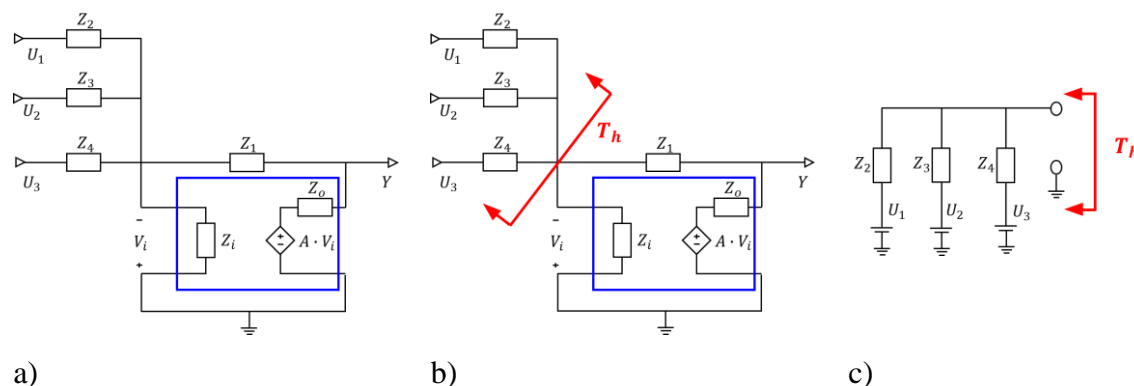 Z₂
U₁
Z₃
U₂
Z₄
U₃
Z₁
Y
Zₒ
− Vᵢ +
Zᵢ
+ −
A · Vᵢ
a)
Z₂
U₁
Z₃
U₂
Z₄
U₃
Tₕ
Z₁
Y
Zₒ
− Vᵢ +
Zᵢ
+ −
A · Vᵢ
b)
Z₂
Z₃
Z₄
Tₕ
U₁
U₂
U₃
c)